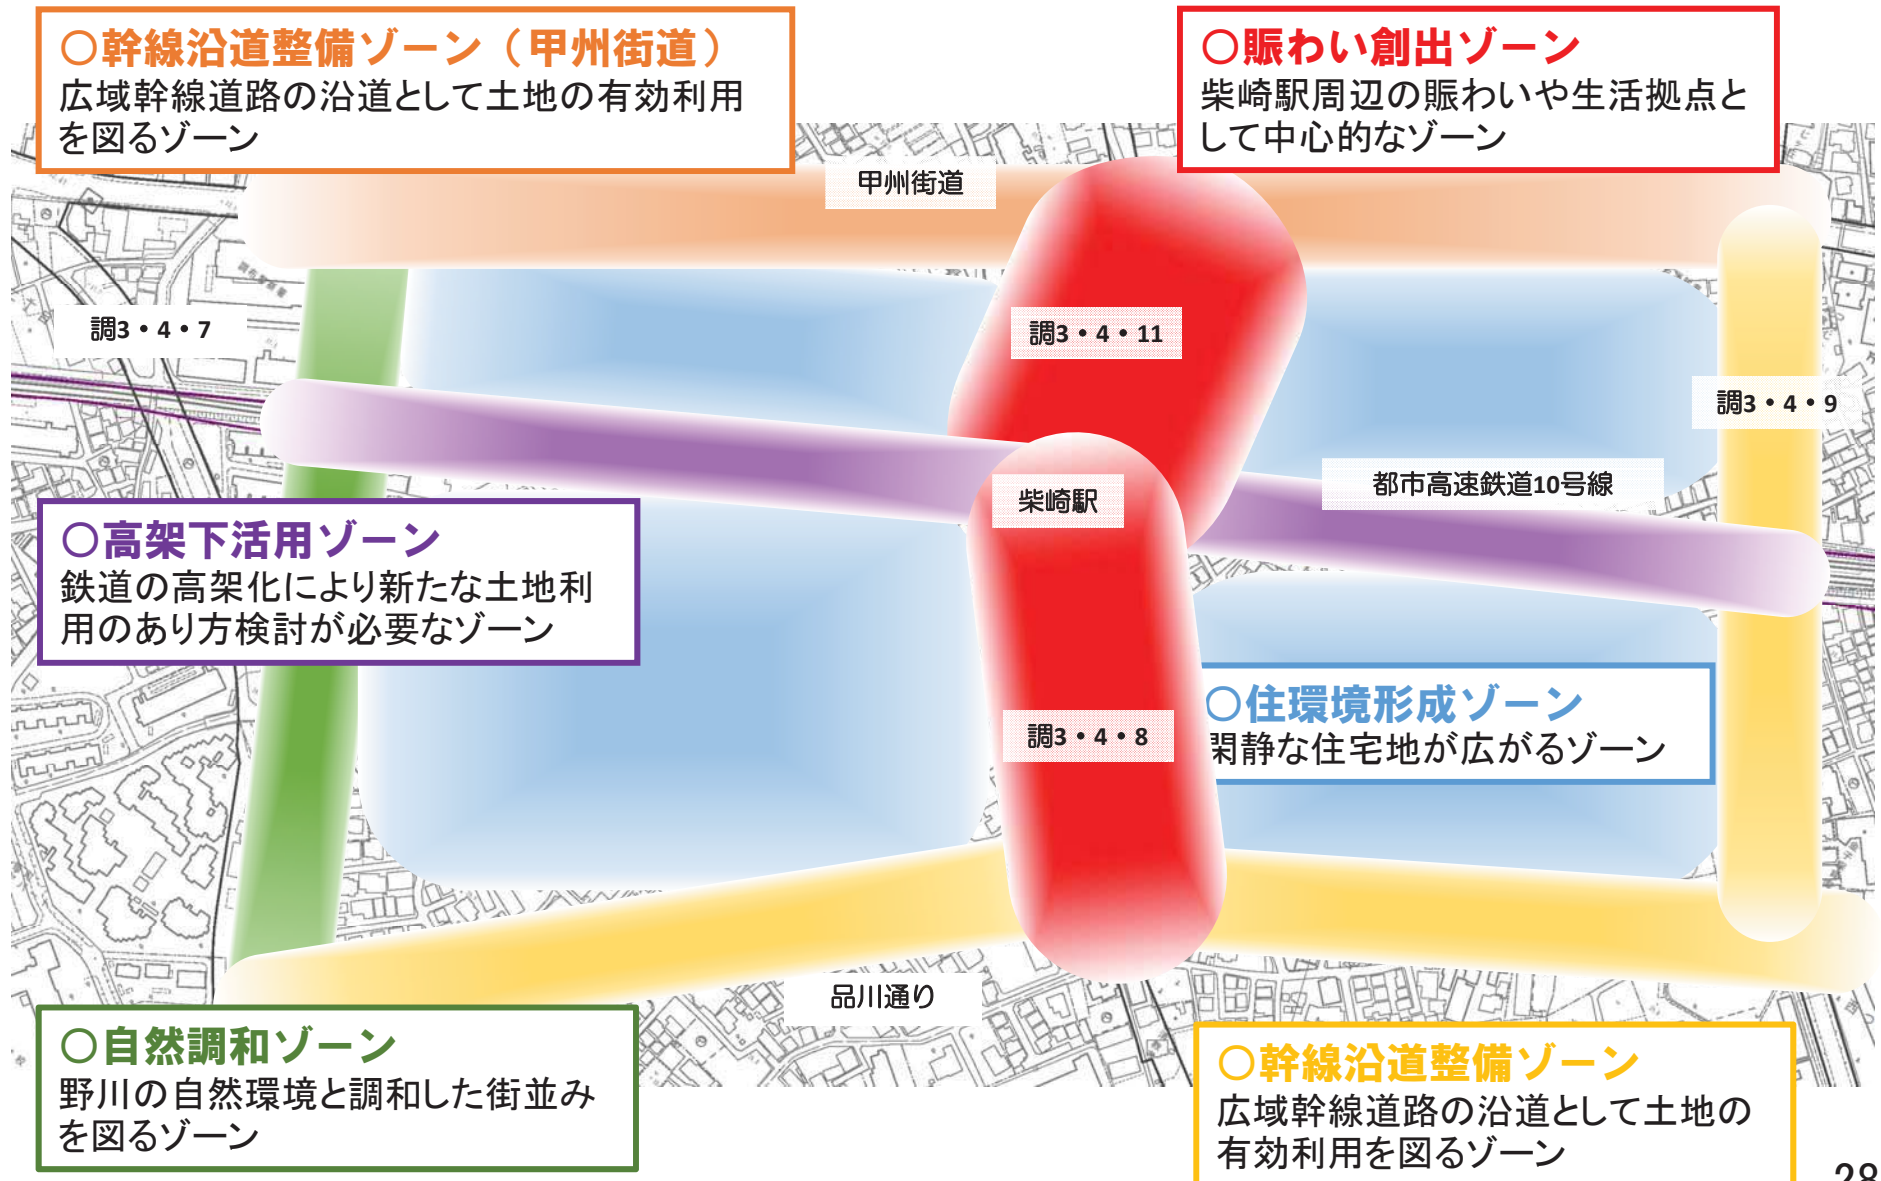 ○幹線沿道整備ゾーン（甲州街道）
広域幹線道路の沿道として土地の有効利用
を図るゾーン
○賑わい創出ゾーン
柴崎駅周辺の賑わいや生活拠点と
して中心的なゾーン
甲州街道
調3・4・7
調3・4・11
調3・4・9
都市高速鉄道10号線
柴崎駅
○高架下活用ゾーン
鉄道の高架化により新たな土地利
用のあり方検討が必要なゾーン
○住環境形成ゾーン
閑静な住宅地が広がるゾーン
調3・4・8
品川通り
○自然調和ゾーン
野川の自然環境と調和した街並み
を図るゾーン
○幹線沿道整備ゾーン
広域幹線道路の沿道として土地の
有効利用を図るゾーン
28